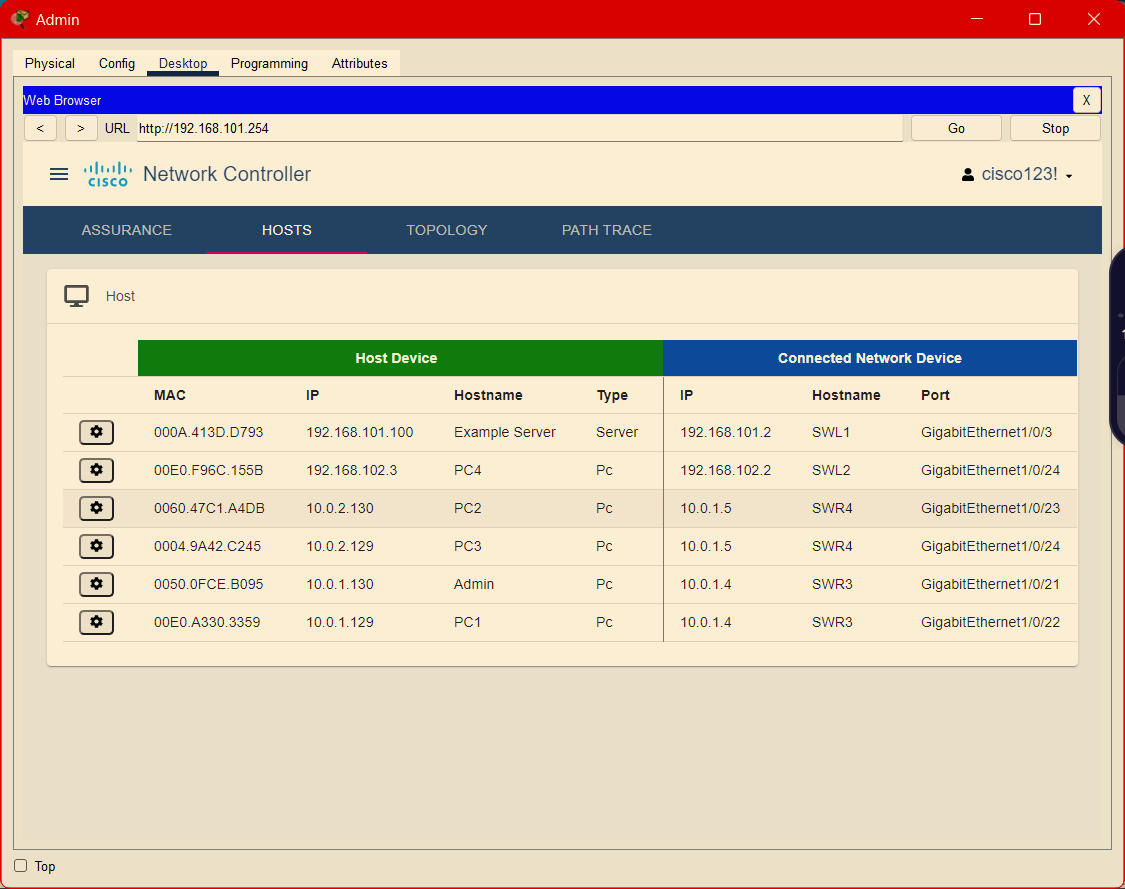 Admin
Physical Config Desktop Programming Attributes
Web Browser X
< > URL http://192.168.101.254 Go Stop
CISCO Network Controller cisco123!
ASSURANCE HOSTS TOPOLOGY PATH TRACE
Host
Host Device Connected Network Device
MAC IP Hostname Type IP Hostname Port
000A.413D.D793 192.168.101.100 Example Server Server 192.168.101.2 SWL1 GigabitEthernet1/0/3
00E0.F96C.155B 192.168.102.3 PC4 Pc 192.168.102.2 SWL2 GigabitEthernet1/0/24
0060.47C1.A4DB 10.0.2.130 PC2 Pc 10.0.1.5 SWR4 GigabitEthernet1/0/23
0004.9A42.C245 10.0.2.129 PC3 Pc 10.0.1.5 SWR4 GigabitEthernet1/0/24
0050.0FCE.B095 10.0.1.130 Admin Pc 10.0.1.4 SWR3 GigabitEthernet1/0/21
00E0.A330.3359 10.0.1.129 PC1 Pc 10.0.1.4 SWR3 GigabitEthernet1/0/22
Top